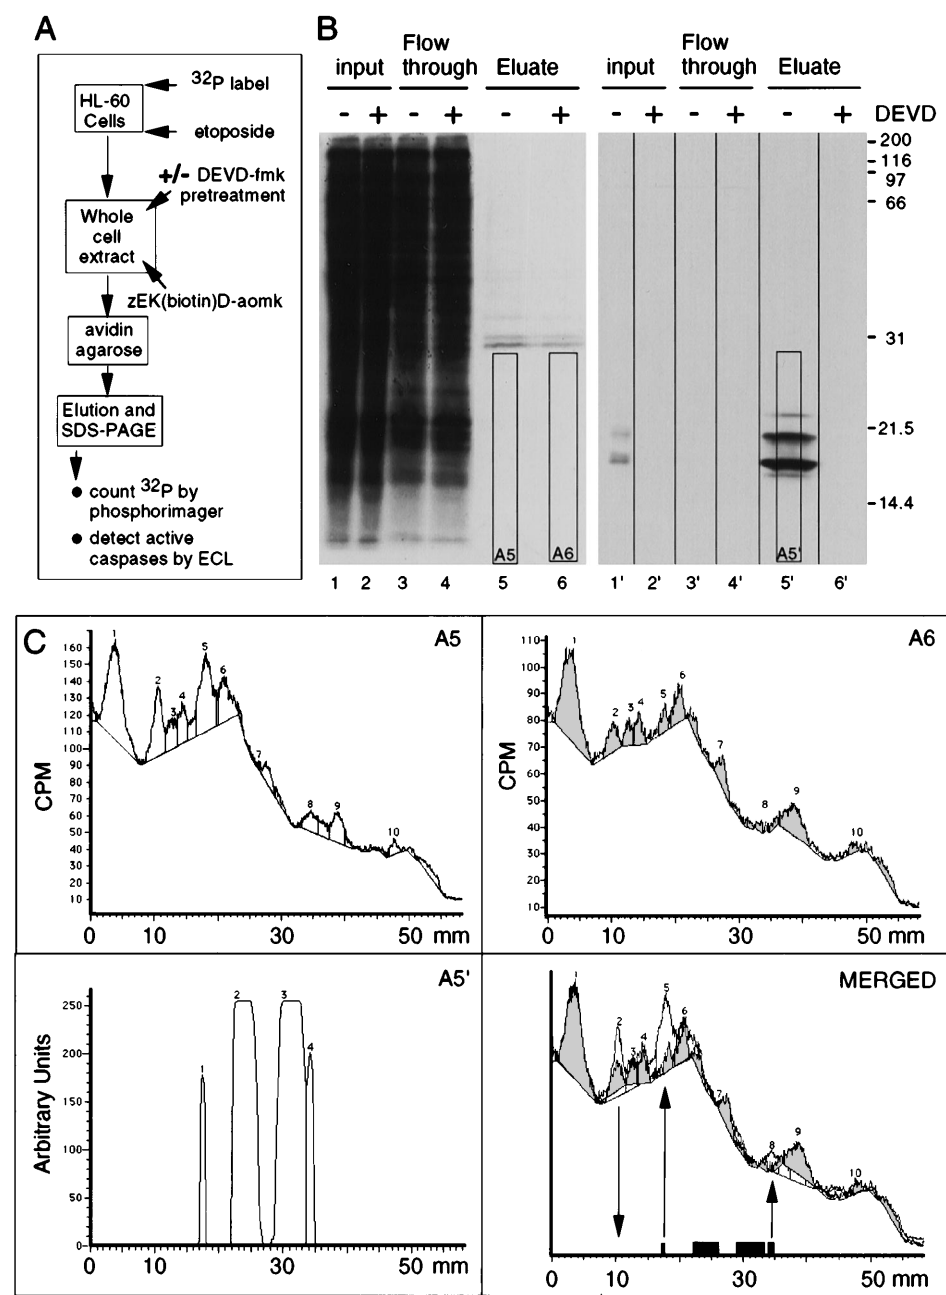 A
32P label
HL-60
Cells
etoposide
+/- DEVD-fmk
pretreatment
Whole
cell
extract
zEK(biotin)D-aomk
avidin
agarose
Elution and
SDS-PAGE
● count 32P by
phosphorimager
● detect active
caspases by ECL
B
input Flow through Eluate input Flow through Eluate
- + - + - + - + - + - + DEVD
200
116
97
66
31
21.5
14.4
A5 A6 A5'
1 2 3 4 5 6 1' 2' 3' 4' 5' 6'
C
A5
CPM
160
150
140
130
120
110
100
90
80
70
60
50
40
30
20
10
1 2 3 4 5 6 7 8 9 10
0 10 30 50 mm
A6
CPM
110
100
90
80
70
60
50
40
30
20
10
1 2 3 4 5 6 7 8 9 10
0 10 30 50 mm
A5'
Arbitrary Units
250
200
150
100
50
0
1 2 3 4
0 10 30 50 mm
MERGED
1 2 3 4 5 6 7 8 9 10
0 10 30 50 mm